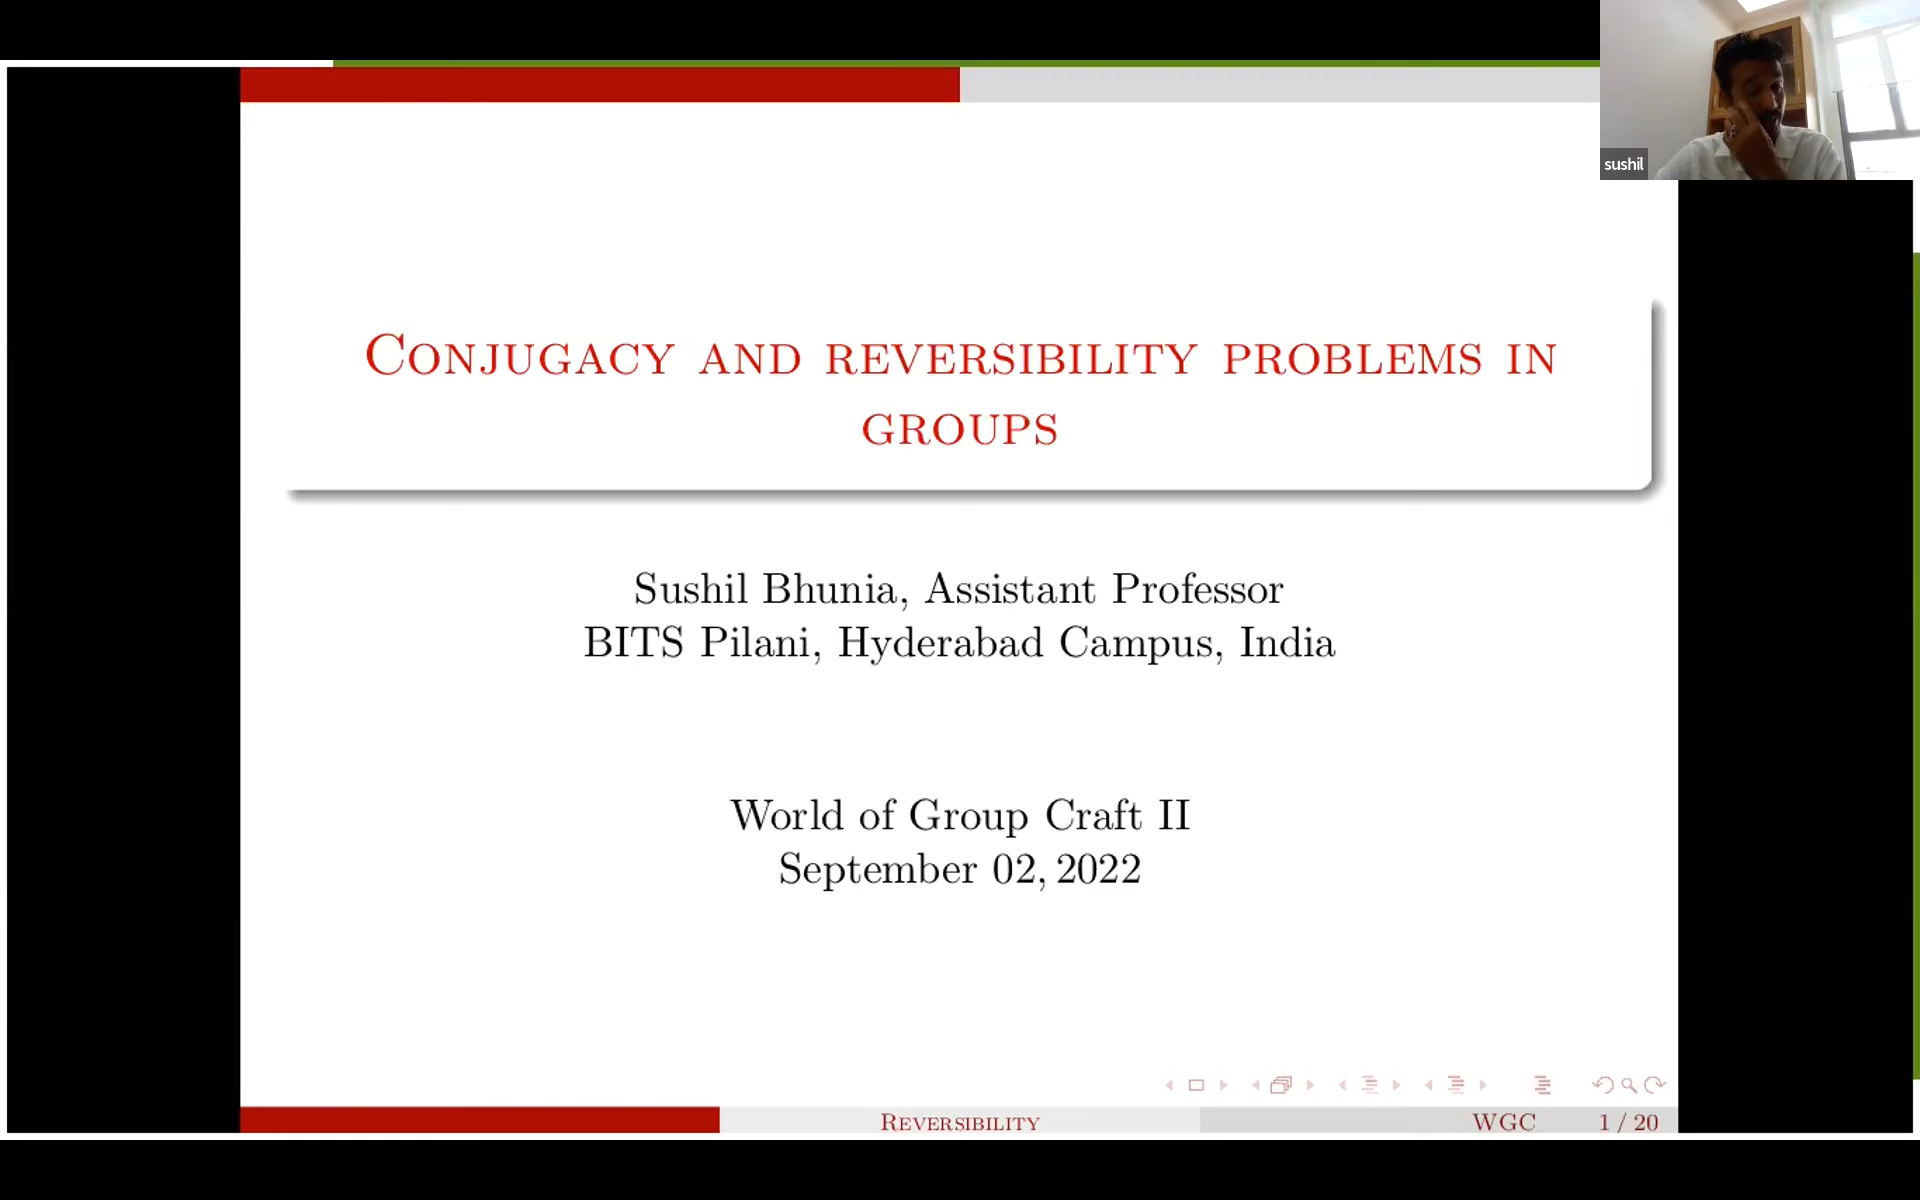 sushil
Conjugacy and reversibility problems in
groups
Sushil Bhunia, Assistant Professor
BITS Pilani, Hyderabad Campus, India
World of Group Craft II
September 02, 2022
Reversibility
WGC
1 / 20